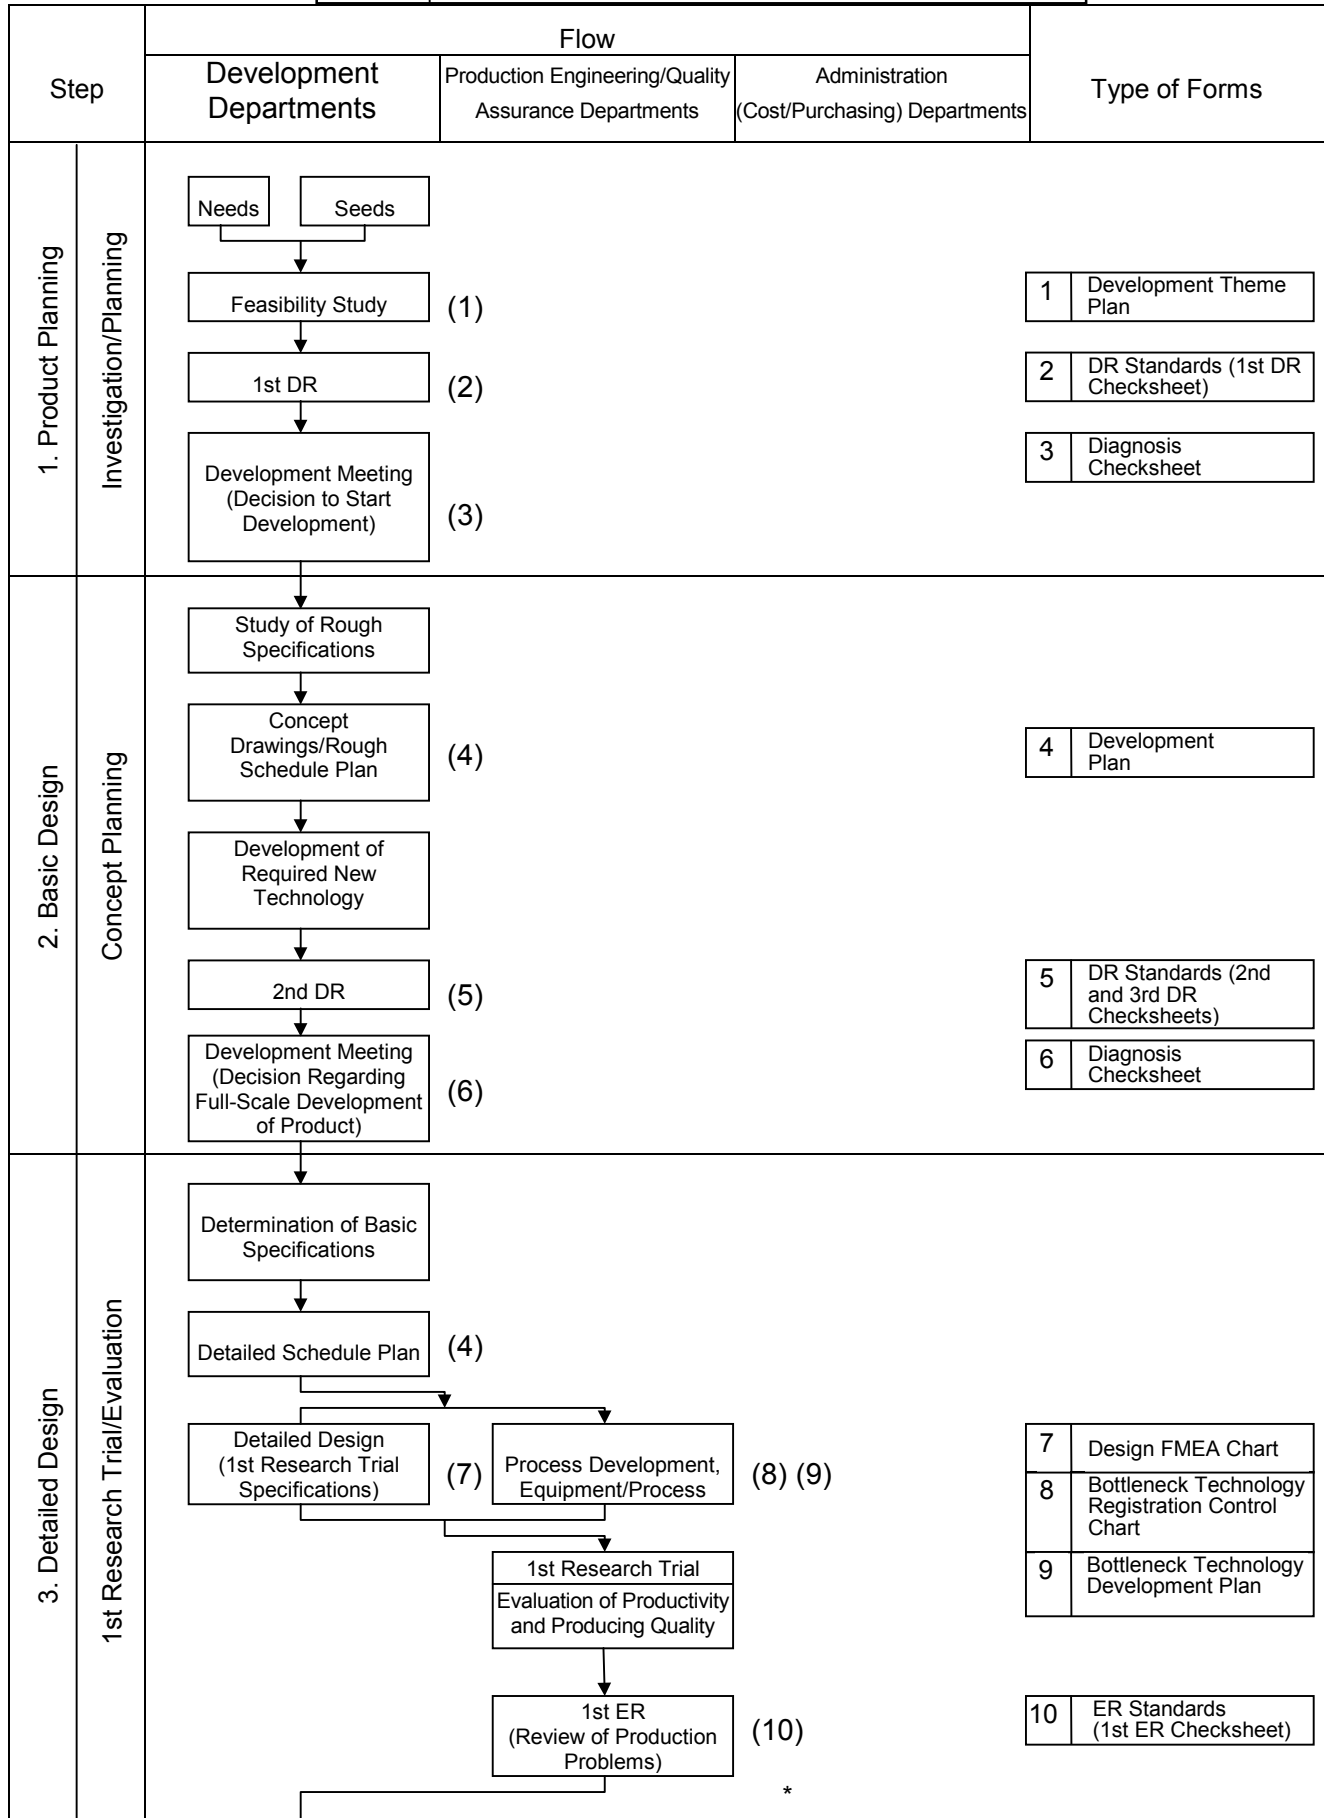 Flow
Step
Development
Departments
Production Engineering/Quality
Assurance Departments
Administration
(Cost/Purchasing) Departments
Type of Forms
1. Product Planning
Investigation/Planning
Needs
Seeds
Feasibility Study
(1)
1
Development Theme
Plan
1st DR
(2)
2
DR Standards (1st DR
Checksheet)
Development Meeting
(Decision to Start
Development)
(3)
3
Diagnosis
Checksheet
2. Basic Design
Concept Planning
Study of Rough
Specifications
Concept
Drawings/Rough
Schedule Plan
(4)
4
Development
Plan
Development of
Required New
Technology
2nd DR
(5)
5
DR Standards (2nd
and 3rd DR
Checksheets)
Development Meeting
(Decision Regarding
Full-Scale Development
of Product)
(6)
6
Diagnosis
Checksheet
3. Detailed Design
1st Research Trial/Evaluation
Determination of Basic
Specifications
Detailed Schedule Plan
(4)
Detailed Design
(1st Research Trial
Specifications)
(7)
Process Development,
Equipment/Process
(8) (9)
7
Design FMEA Chart
8
Bottleneck Technology
Registration Control
Chart
9
Bottleneck Technology
Development Plan
1st Research Trial
Evaluation of Productivity
and Producing Quality
1st ER
(Review of Production
Problems)
(10)
10
ER Standards
(1st ER Checksheet)
*